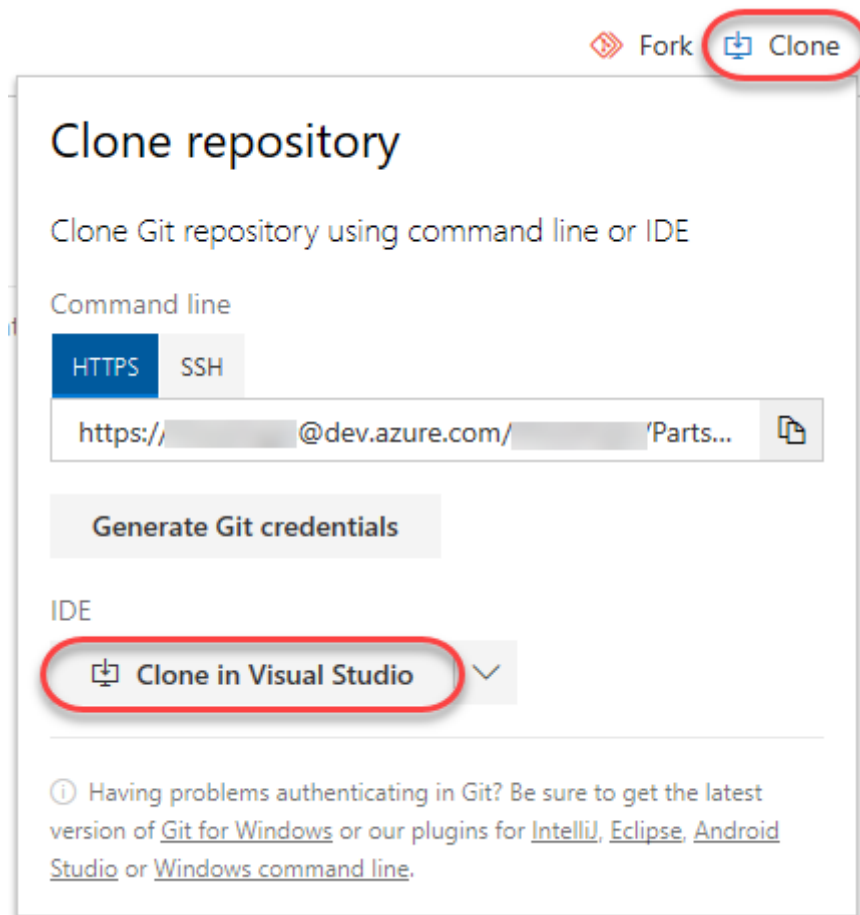 Fork Clone
Clone repository
Clone Git repository using command line or IDE
Command line
HTTPS SSH
https:// @dev.azure.com/ /Parts...
Generate Git credentials
IDE
Clone in Visual Studio
Having problems authenticating in Git? Be sure to get the latest
version of Git for Windows or our plugins for IntelliJ, Eclipse, Android
Studio or Windows command line.